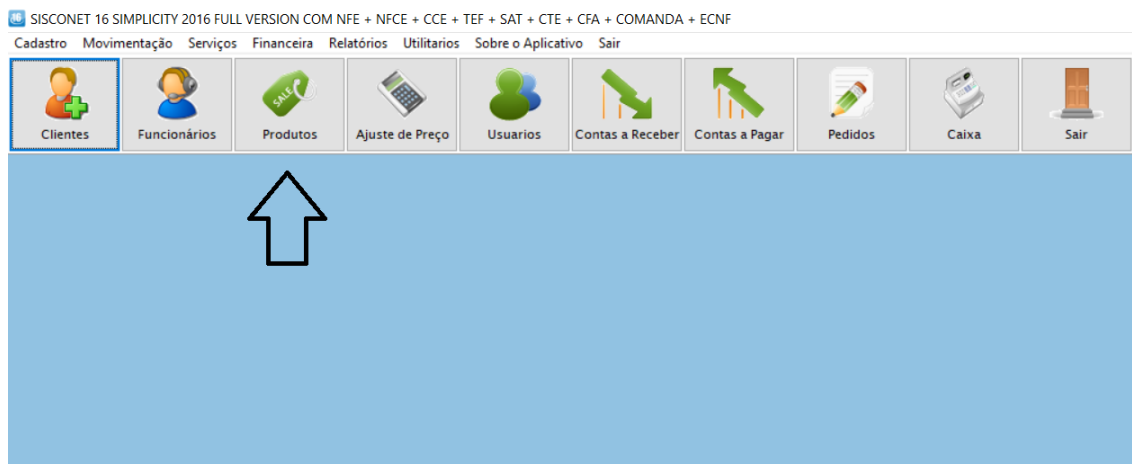 SISCONET 16 SIMPLICITY 2016 FULL VERSION COM NFE + NFCE + CCE + TEF + SAT + CTE + CFA + COMANDA + ECNF
Cadastro Movimentação Serviços Financeira Relatórios Utilitarios Sobre o Aplicativo Sair
SALE
Clientes Funcionários Produtos Ajuste de Preço Usuarios Contas a Receber Contas a Pagar Pedidos Caixa Sair